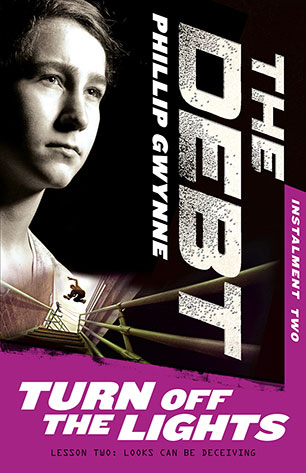 THE
DEBT
PHILLIP GWYNNE
INSTALMENT TWO
TURN OFF
THE LIGHTS
LESSON TWO: LOOKS CAN BE DECEIVING